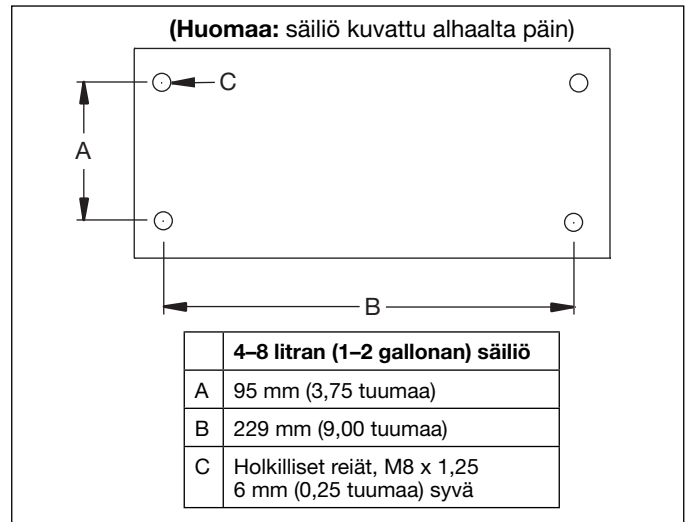 (Huomaa: säiliö kuvattu alhaalta päin)
C
A
B
4–8 litran (1–2 gallonan) säiliö
A 95 mm (3,75 tuumaa)
B 229 mm (9,00 tuumaa)
C Holkilliset reiät, M8 x 1,25
6 mm (0,25 tuumaa) syvä